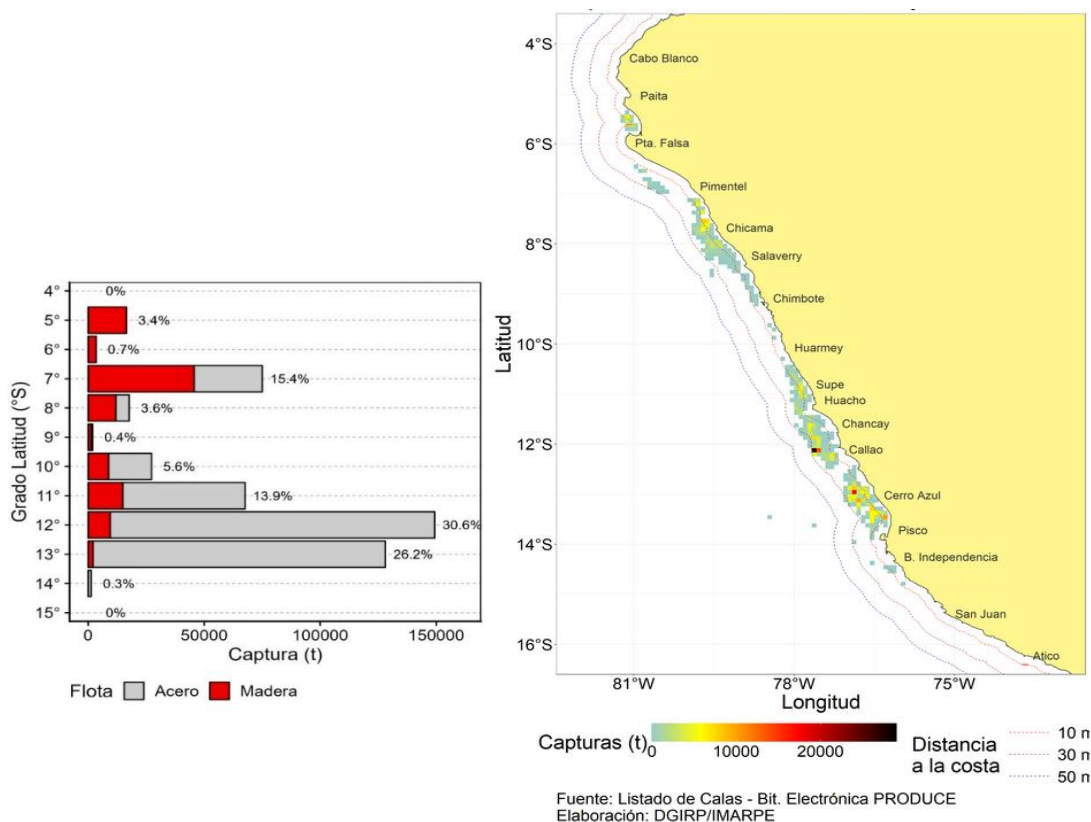 4°
0%
5°
3.4%
6°
0.7%
7°
15.4%
8°
3.6%
9°
0.4%
10°
5.6%
11°
13.9%
12°
30.6%
13°
26.2%
14°
0.3%
15°
0%
Grado Latitud (°S)
0 50000 100000 150000
Captura (t)
Flota Acero Madera
4°S
6°S
8°S
10°S
12°S
14°S
16°S
Latitud
Cabo Blanco
Paita
Pta. Falsa
Pimentel
Chicama
Salaverry
Chimbote
Huarmey
Supe
Huacho
Chancay
Callao
Cerro Azul
Pisco
B. Independencia
San Juan
Atico
81°W 78°W 75°W
Longitud
Capturas (t)
0 10000 20000
Distancia
a la costa
10 m
30 m
50 m
Fuente: Listado de Calas - Bit. Electrónica PRODUCE
Elaboración: DGIRP/IMARPE